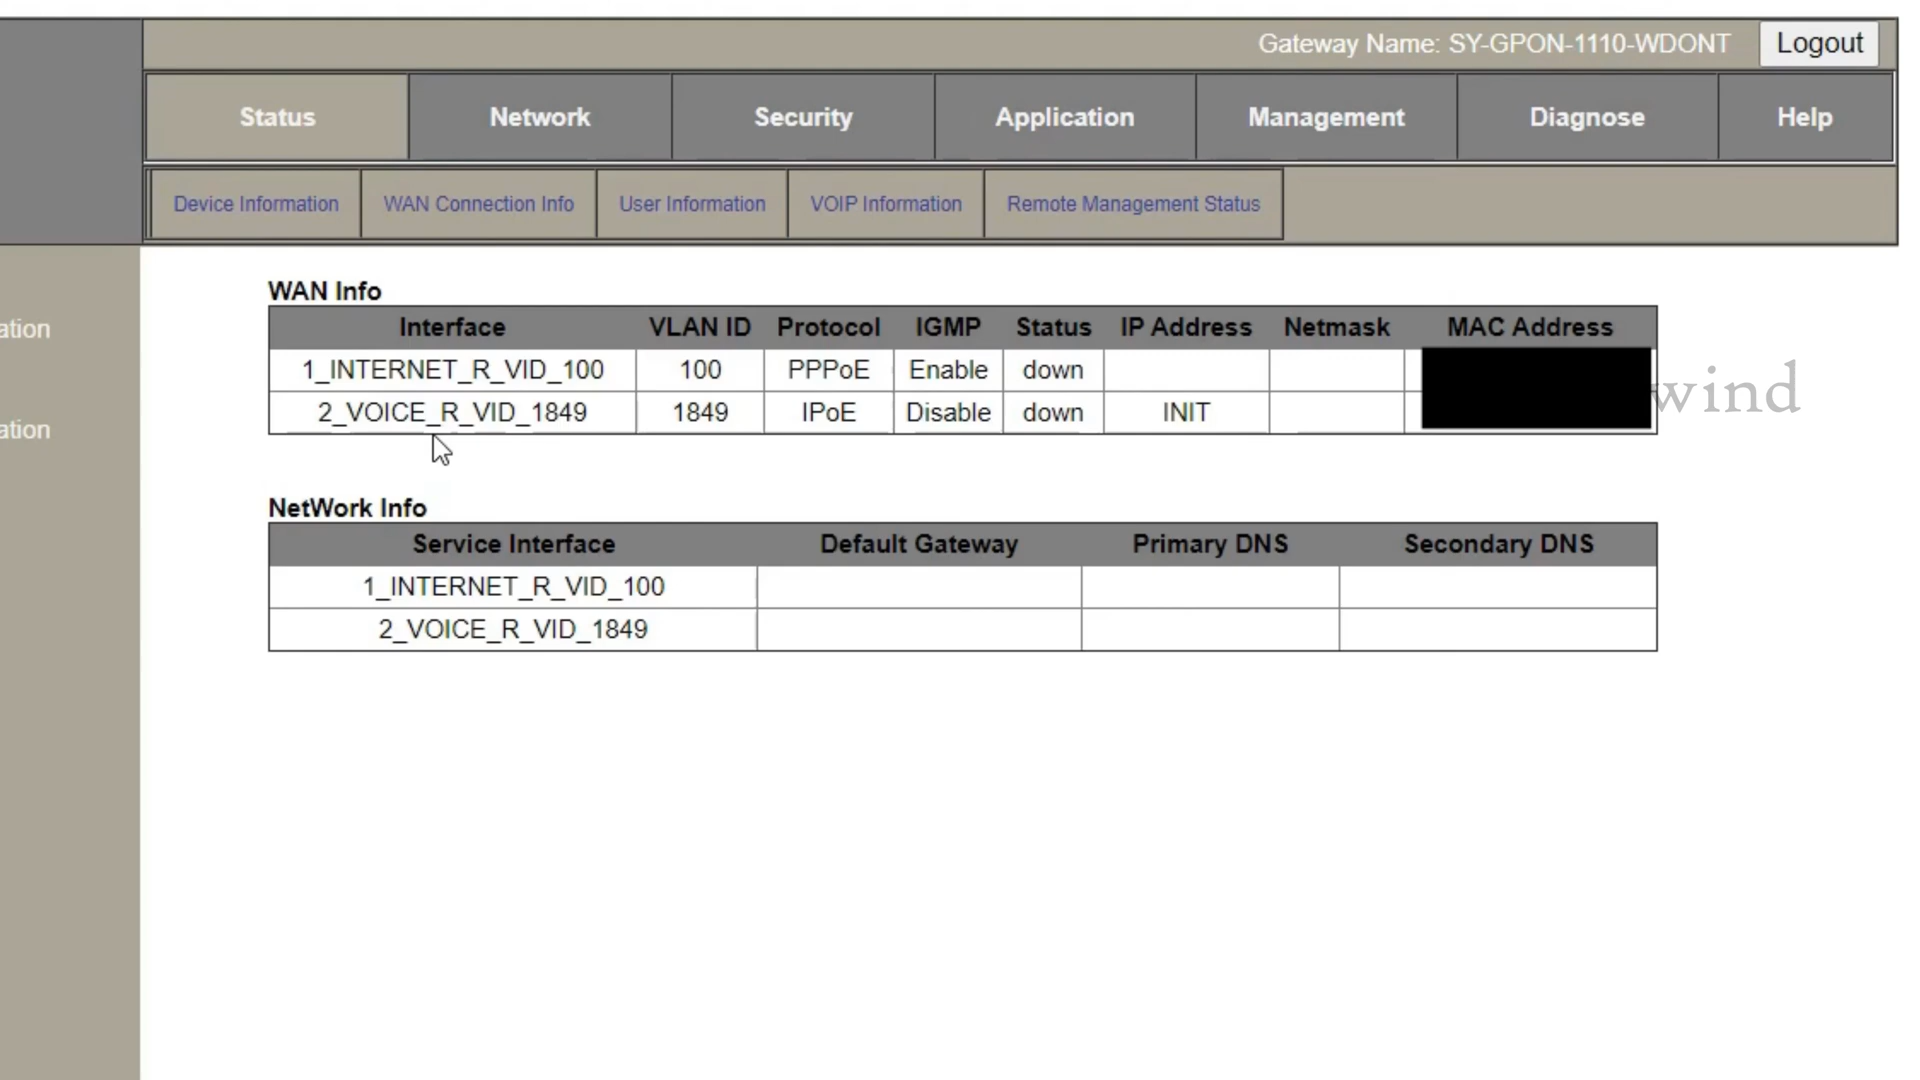 Gateway Name: SY-GPON-1110-WDONT Logout
Status Network Security Application Management Diagnose Help
Device Information WAN Connection Info User Information VOIP Information Remote Management Status
WAN Info
Interface VLAN ID Protocol IGMP Status IP Address Netmask MAC Address
ation
1_INTERNET_R_VID_100 100 PPPoE Enable down
wind
2_VOICE_R_VID_1849 1849 IPoE Disable down INIT
ation
NetWork Info
Service Interface Default Gateway Primary DNS Secondary DNS
1_INTERNET_R_VID_100
2_VOICE_R_VID_1849